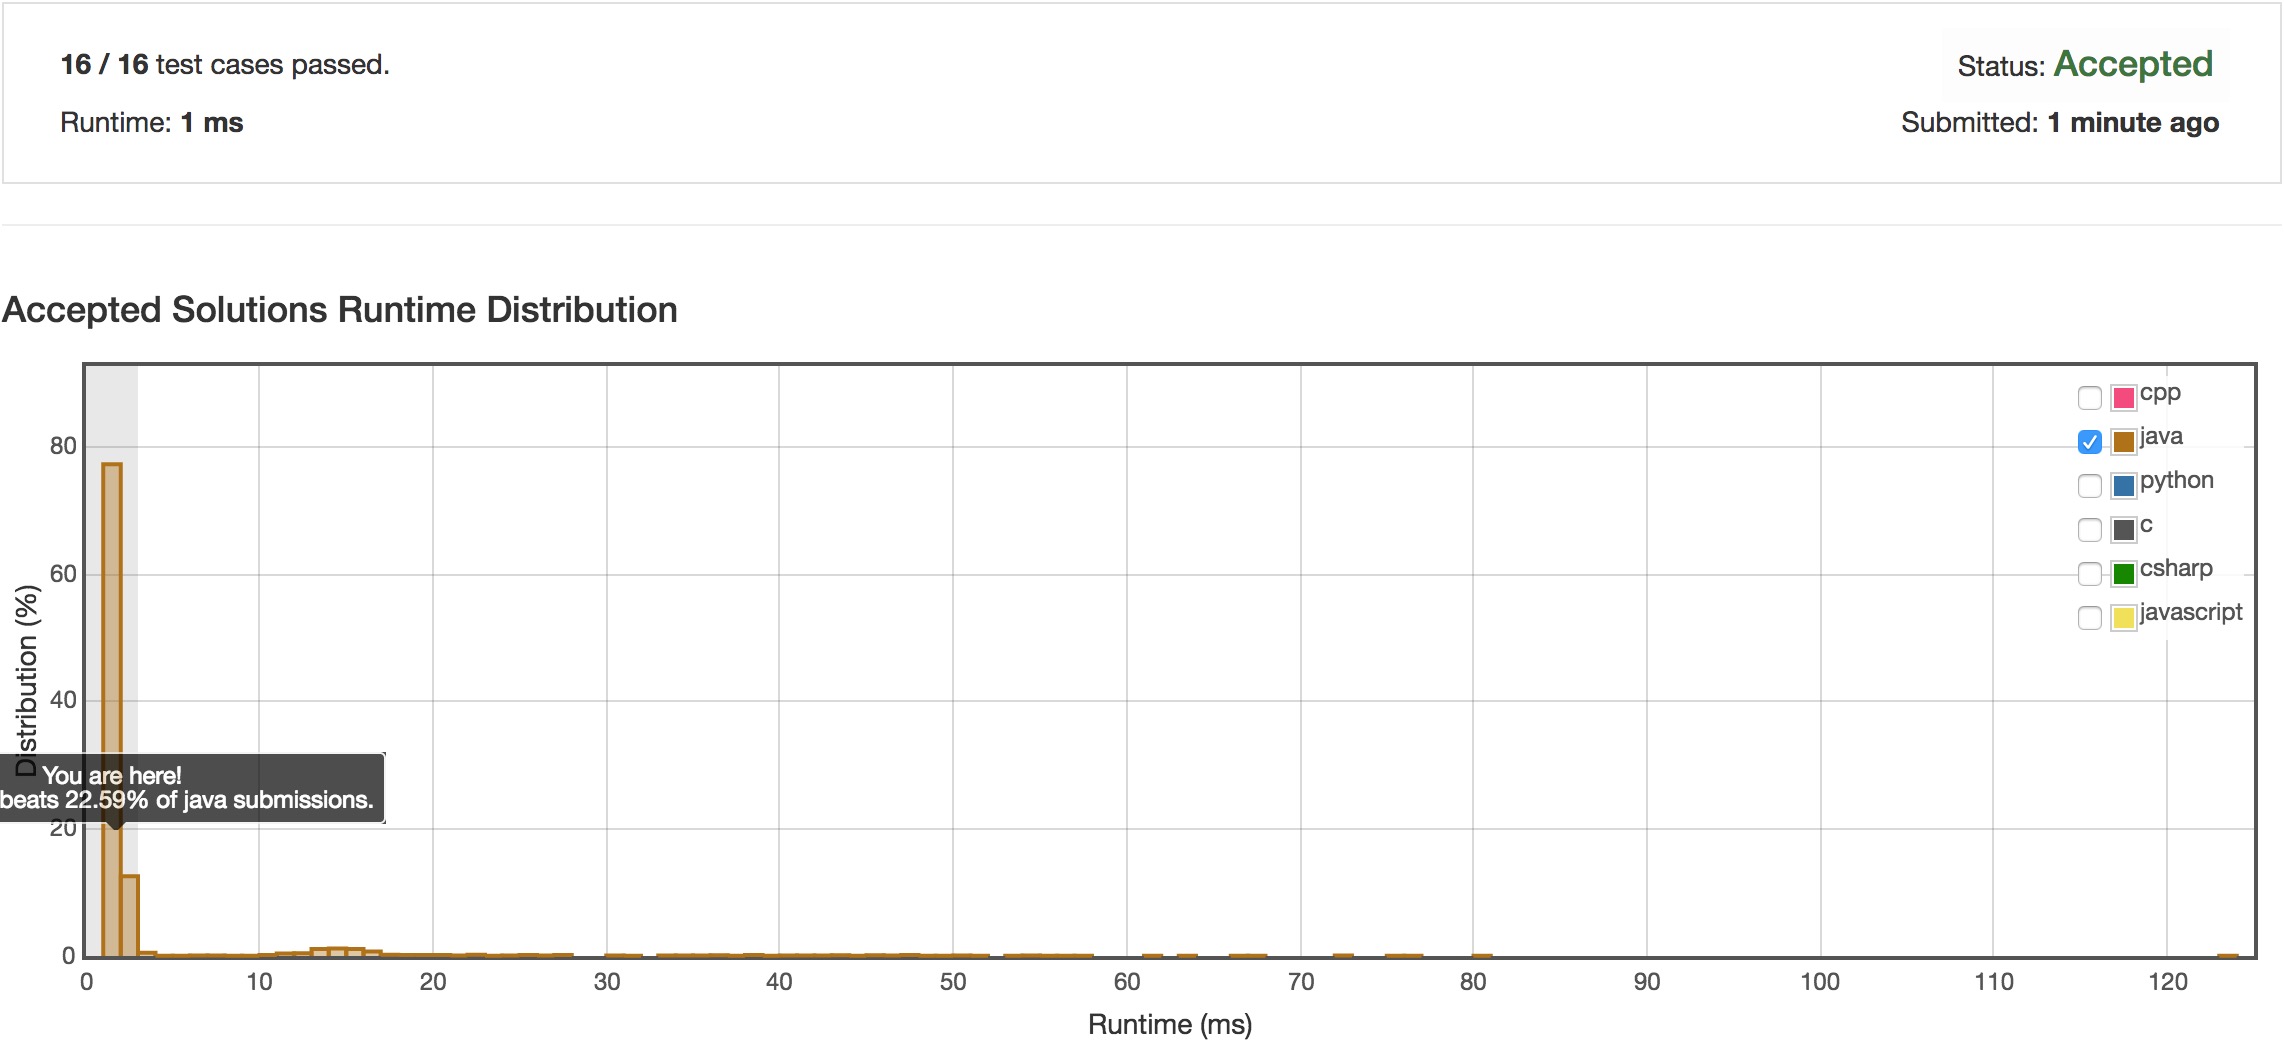 16 / 16 test cases passed.
Status: Accepted
Runtime: 1 ms
Submitted: 1 minute ago
Accepted Solutions Runtime Distribution
cpp
java
python
c
csharp
javascript
Distribution (%)
80
60
40
20
0
You are here!
beats 22.59% of java submissions.
0 10 20 30 40 50 60 70 80 90 100 110 120
Runtime (ms)